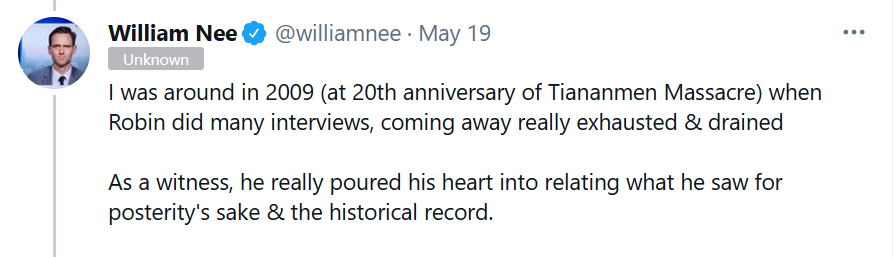 William Nee @williamnee · May 19
Unknown
I was around in 2009 (at 20th anniversary of Tiananmen Massacre) when
Robin did many interviews, coming away really exhausted & drained
As a witness, he really poured his heart into relating what he saw for
posterity's sake & the historical record.